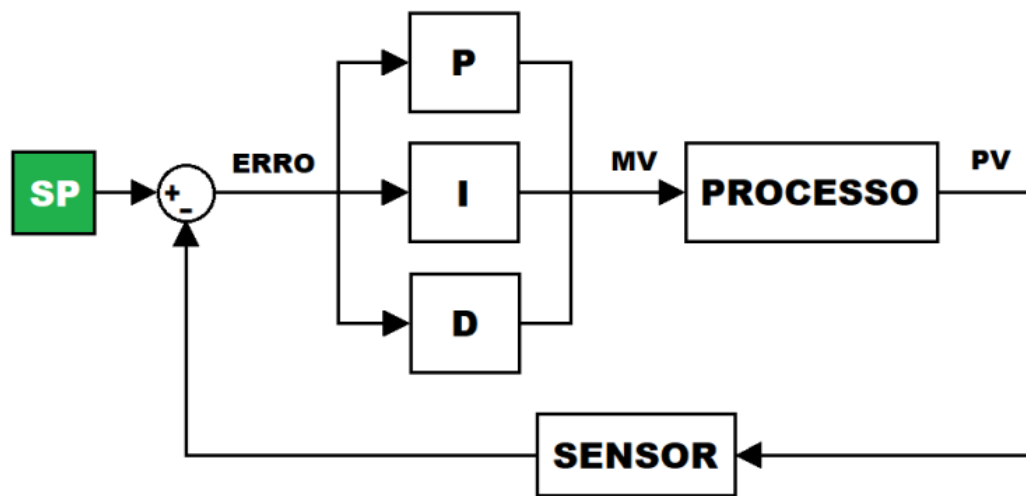 P
SP
+
-
ERRO
I
MV
PROCESSO
PV
D
SENSOR